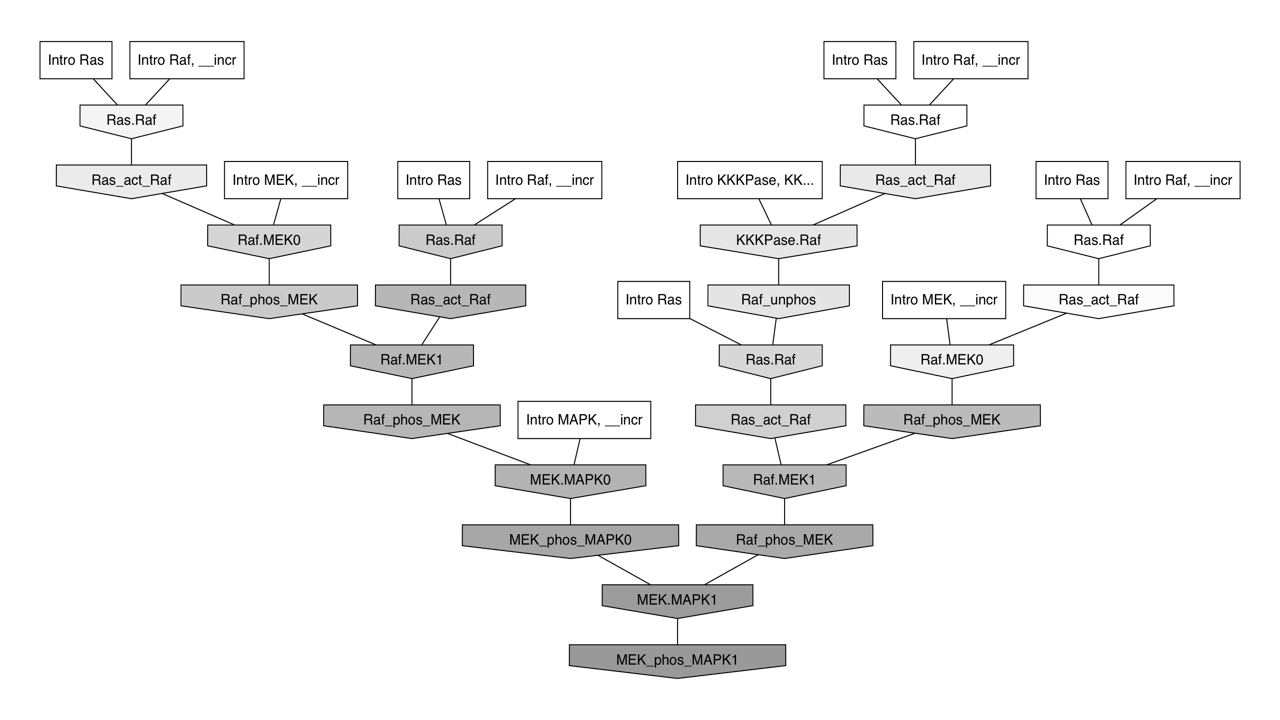 Intro Ras
Intro Raf, __incr
Intro Ras
Intro Raf, __incr
Ras.Raf
Ras.Raf
Ras_act_Raf
Intro MEK, __incr
Intro Ras
Intro Raf, __incr
Intro KKKPase, KK...
Ras_act_Raf
Intro Ras
Intro Raf, __incr
Raf.MEK0
Ras.Raf
KKKPase.Raf
Ras.Raf
Raf_phos_MEK
Ras_act_Raf
Intro Ras
Raf_unphos
Intro MEK, __incr
Ras_act_Raf
Raf.MEK1
Ras.Raf
Raf.MEK0
Raf_phos_MEK
Intro MAPK, __incr
Ras_act_Raf
Raf_phos_MEK
MEK.MAPK0
Raf.MEK1
MEK_phos_MAPK0
Raf_phos_MEK
MEK.MAPK1
MEK_phos_MAPK1